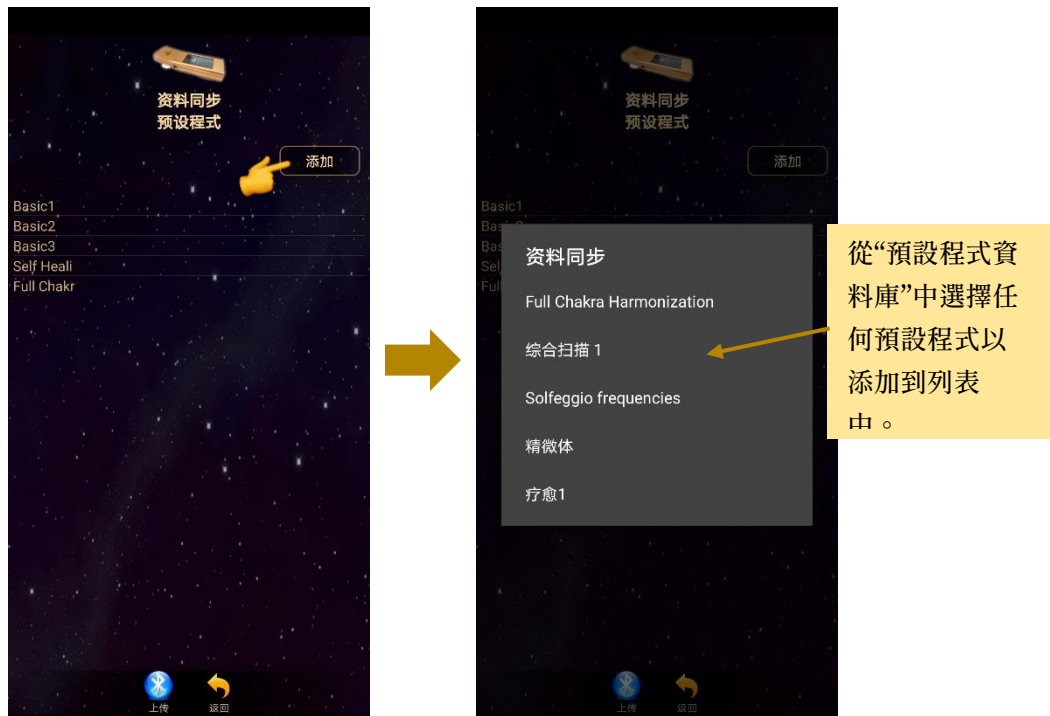 资料同步
预设程式
添加
Basic1
Basic2
Basic3
Self Heali
Full Chakr
上传
返回
资料同步
预设程式
添加
Basic1
Bas
Bas
Sel
Full
资料同步
Full Chakra Harmonization
综合扫描 1
Solfeggio frequencies
精微体
疗愈1
上传
返回
從“預設程式資
料庫”中選擇任
何預設程式以
添加到列表
中。